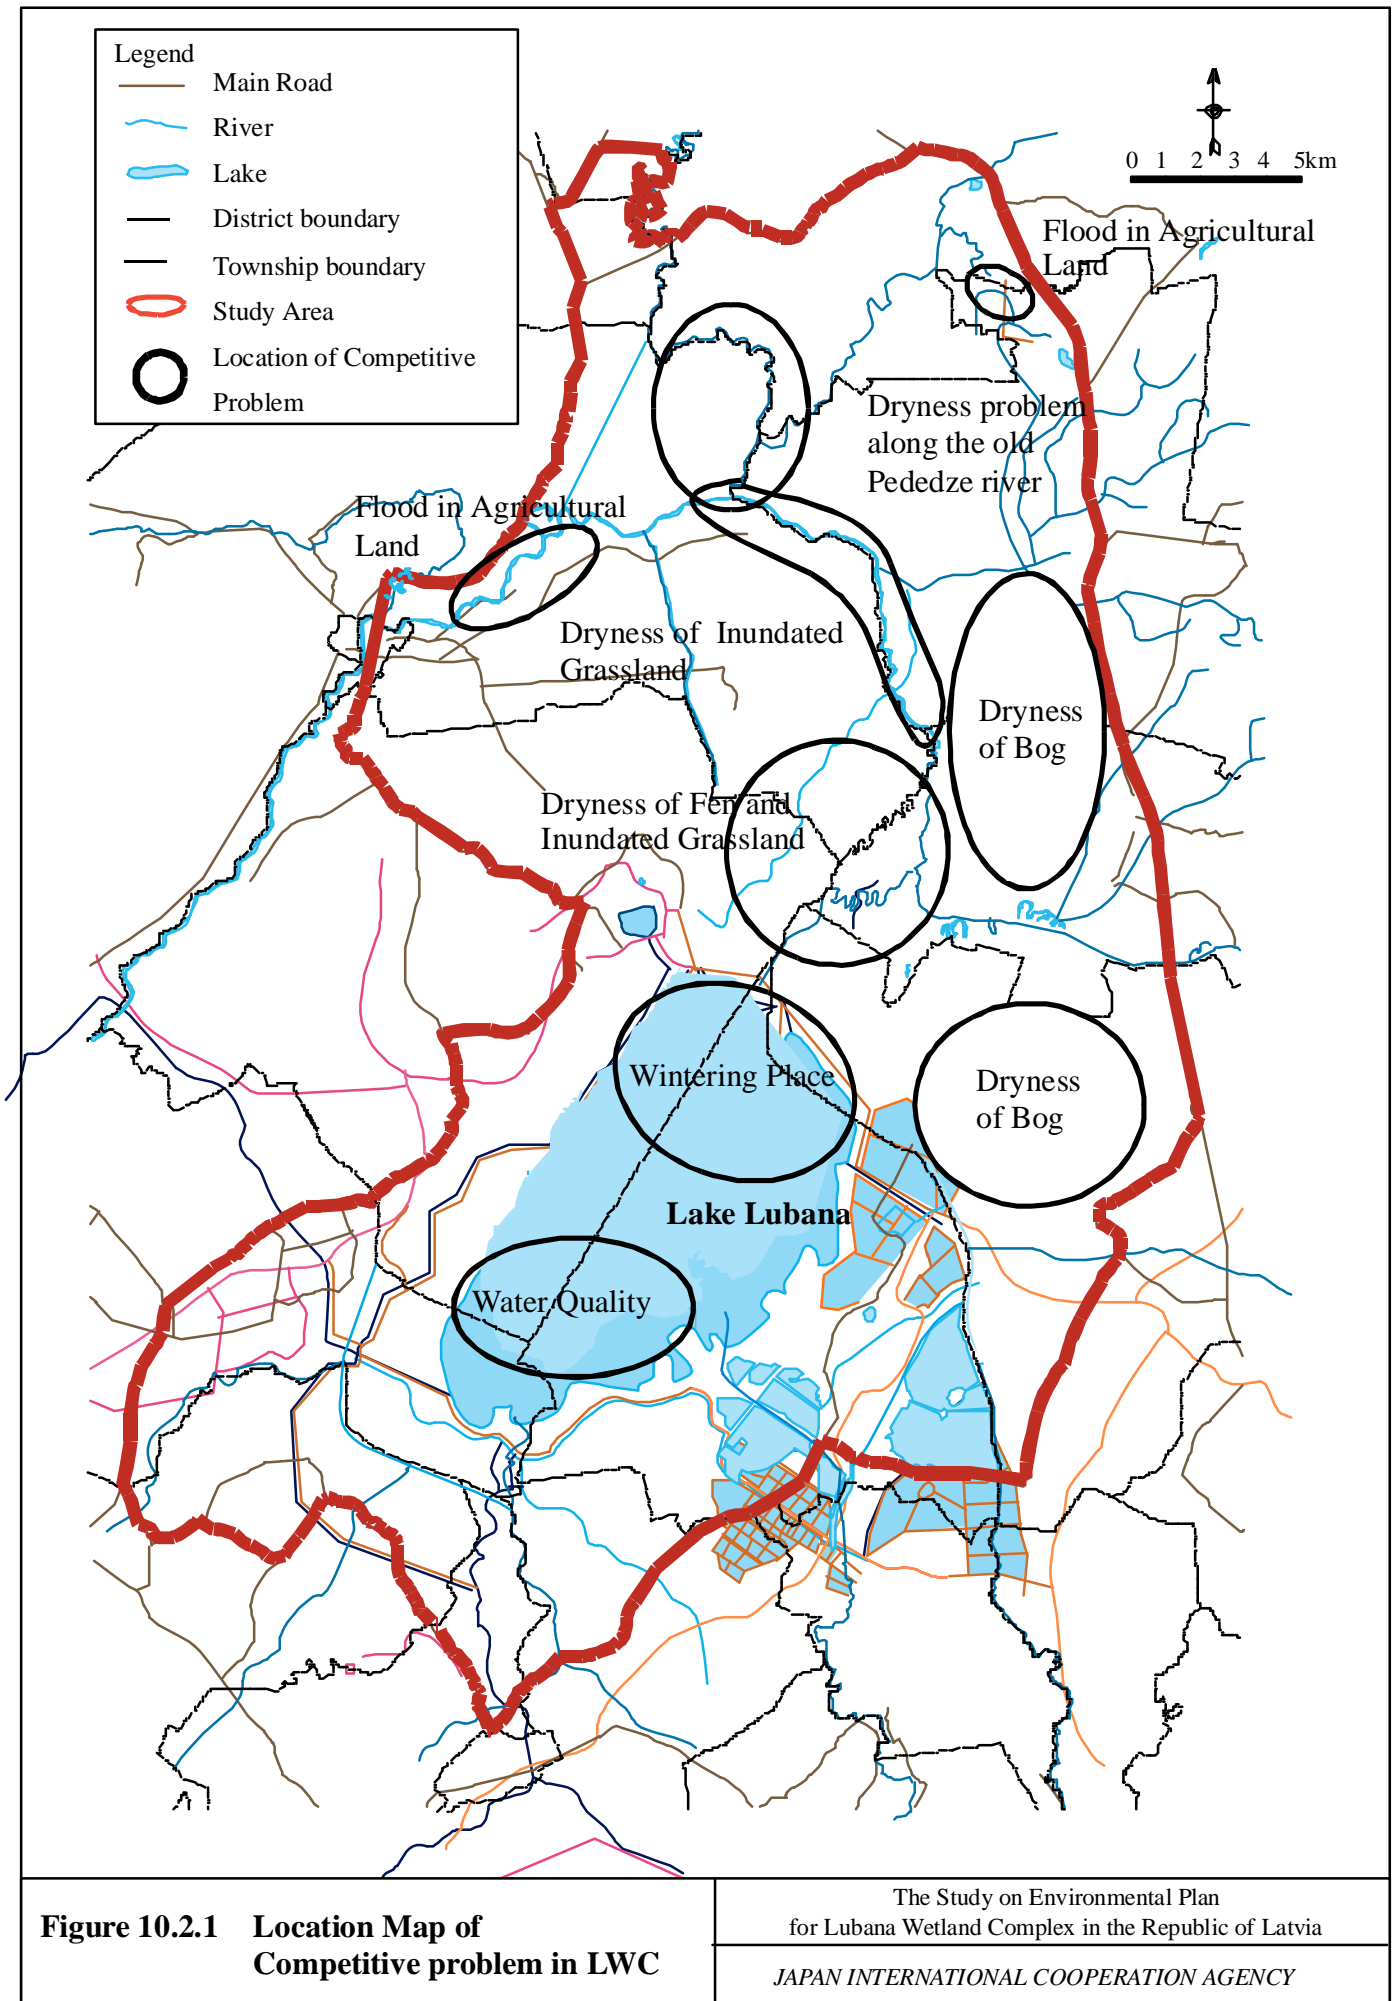 Legend
Main Road
River
Lake
District boundary
Township boundary
Study Area
Location of Competitive
Problem
0 1 2 3 4 5km
Flood in Agricultural
Land
Dryness problem
along the old
Pededze river
Flood in Agricultural
Land
Dryness of Inundated
Grassland
Dryness
of Bog
Dryness of Fen and
Inundated Grassland
Wintering Place
Dryness
of Bog
Lake Lubana
Water Quality
Figure 10.2.1 Location Map of
Competitive problem in LWC
The Study on Environmental Plan
for Lubana Wetland Complex in the Republic of Latvia
JAPAN INTERNATIONAL COOPERATION AGENCY